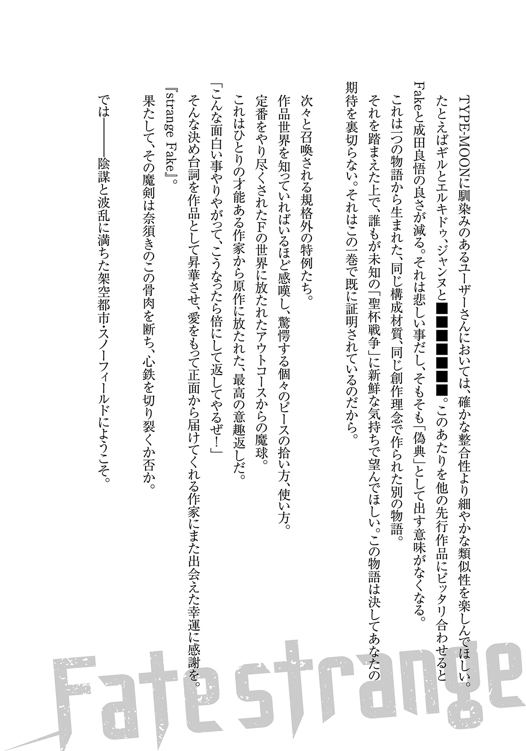 TYPE-MOONに馴染みのあるユーザーさんにおいては、確かな整合性より細やかな類似性を楽しんでほしい。
たとえばギルとエルキドゥ、ジャンヌと■■■■■■■。このあたりを他の先行作品にピッタリ合わせると
Fakeと成田良悟の良さが減る。それは悲しい事だし、そもそも「偽典」として出す意味がなくなる。
これは二つの物語から生まれた、同じ構成材質、同じ創作理念で作られた別の物語。
それを踏まえた上で、誰もが未知の「聖杯戦争」に新鮮な気持ちで望んでほしい。この物語は決してあなたの
期待を裏切らない。それはこの一巻で既に証明されているのだから。
次々と召喚される規格外の特例たち。
作品世界を知っていればいるほど感嘆し、驚愕する個々のピースの拾い方、使い方。
定番をやり尽くされたFの世界に放たれたアウトコースからの魔球。
これはひとりの才能ある作家から原作に放たれた、最高の意趣返しだ。
「こんな面白い事やりやがって、こうなったら倍にして返してやるぜ！」
そんな決め台詞を作品として昇華させ、愛をもって正面から届けてくれる作家にまた出会えた幸運に感謝を。
『strange Fake』。
果たして、その魔剣は奈須きのこの骨肉を断ち、心鉄を切り裂くか否か。
では――　陰謀と波乱に満ちた架空都市・スノーフィールドにようこそ。
Fate strange